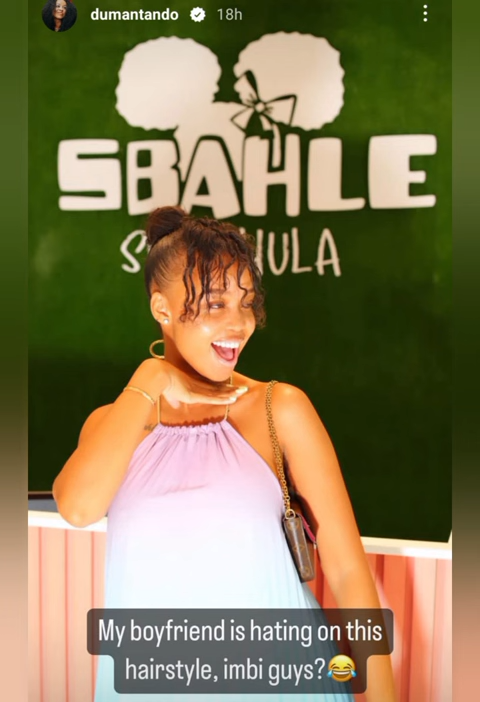 dumantando 18h
SBAHLE
My boyfriend is hating on this
hairstyle, imbi guys?😂